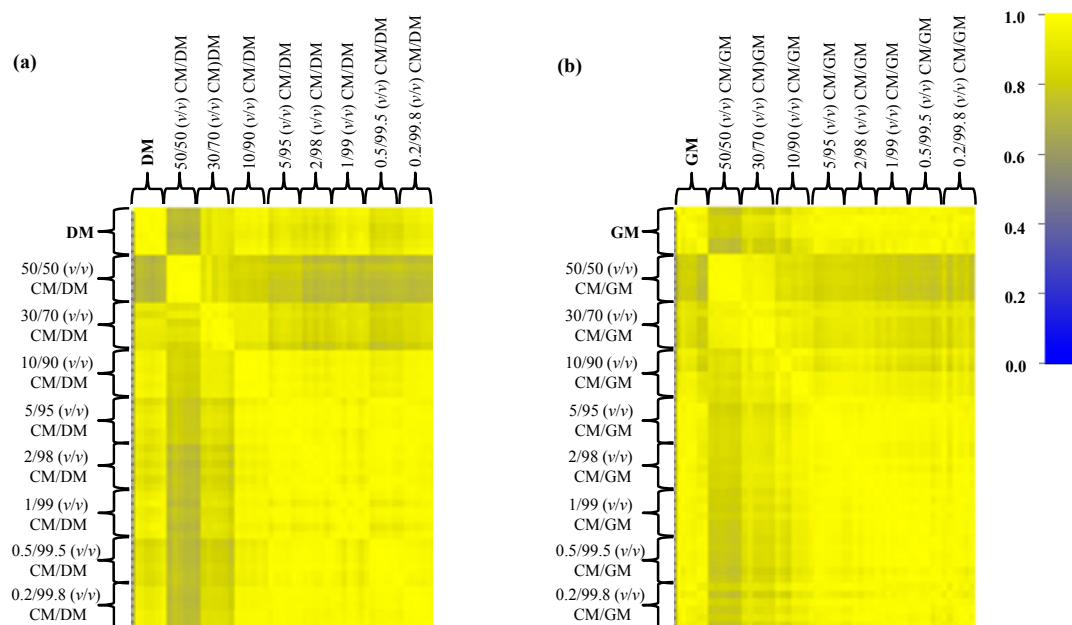 (a)
DM
50/50 (v/v) CM/DM
30/70 (v/v) CM)DM
10/90 (v/v) CM/DM
5/95 (v/v) CM/DM
2/98 (v/v) CM/DM
1/99 (v/v) CM/DM
0.5/99.5 (v/v) CM/DM
0.2/99.8 (v/v) CM/DM
DM
50/50 (v/v)
CM/DM
30/70 (v/v)
CM/DM
10/90 (v/v)
CM/DM
5/95 (v/v)
CM/DM
2/98 (v/v)
CM/DM
1/99 (v/v)
CM/DM
0.5/99.5 (v/v)
CM/DM
0.2/99.8 (v/v)
CM/DM
(b)
GM
50/50 (v/v) CM/GM
30/70 (v/v) CM)GM
10/90 (v/v) CM/GM
5/95 (v/v) CM/GM
2/98 (v/v) CM/GM
1/99 (v/v) CM/GM
0.5/99.5 (v/v) CM/GM
0.2/99.8 (v/v) CM/GM
GM
50/50 (v/v)
CM/GM
30/70 (v/v)
CM/GM
10/90 (v/v)
CM/GM
5/95 (v/v)
CM/GM
2/98 (v/v)
CM/GM
1/99 (v/v)
CM/GM
0.5/99.5 (v/v)
CM/GM
0.2/99.8 (v/v)
CM/GM
1.0
0.8
0.6
0.4
0.2
0.0